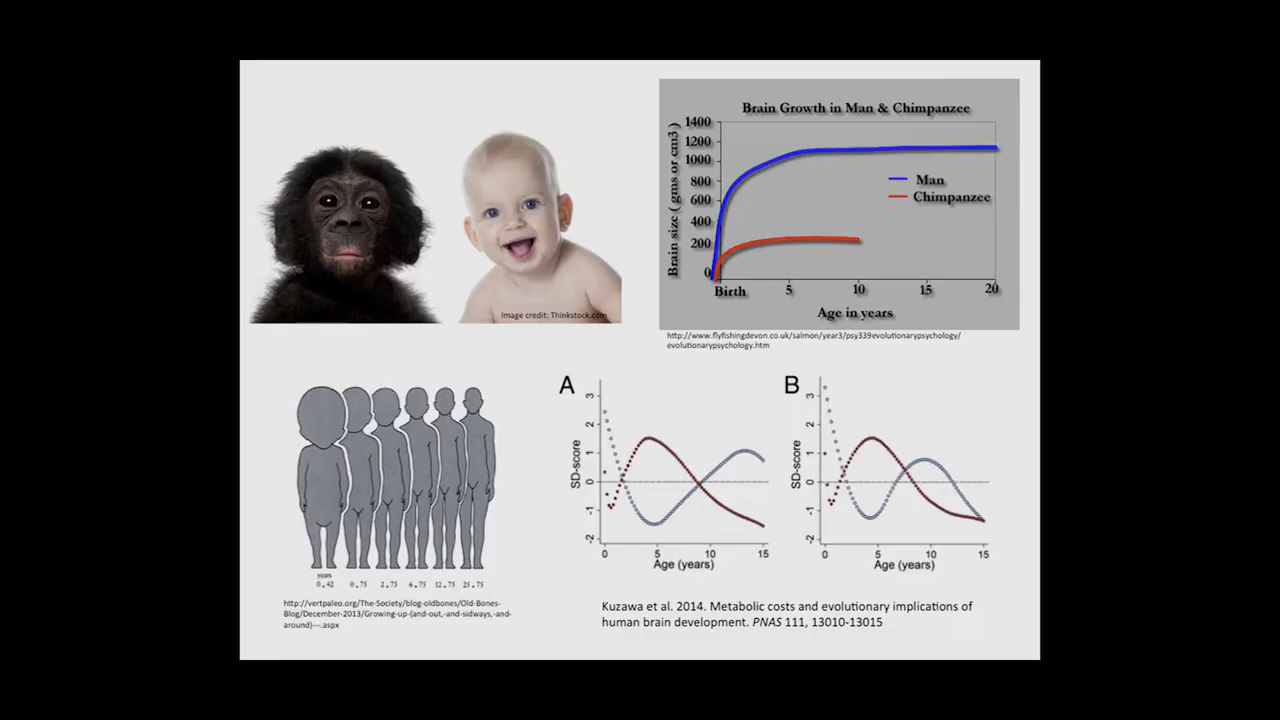 Image credit: Thinkstock.com
Brain Growth in Man & Chimpanzee
Brain size ( gms or cm3 )
1400
1200
1000
800
600
400
200
0
Man
Chimpanzee
Birth 5 10 15 20
Age in years
http://www.flyfishingdevon.co.uk/salmon/year3/psy339evolutionarypsychology/
evolutionarypsychology.htm
years
0.42 0.75 2.75 6.75 12.75 25.75
http://vertpaleo.org/The-Society/blog-oldbones/Old-Bones-
Blog/December-2013/Growing-up-(and-out,-and-sidways,-and-
around)---.aspx
A
SD-score
3
2
1
0
-1
-2
0 5 10 15
Age (years)
B
SD-score
3
2
1
0
-1
-2
0 5 10 15
Age (years)
Kuzawa et al. 2014. Metabolic costs and evolutionary implications of
human brain development. PNAS 111, 13010-13015